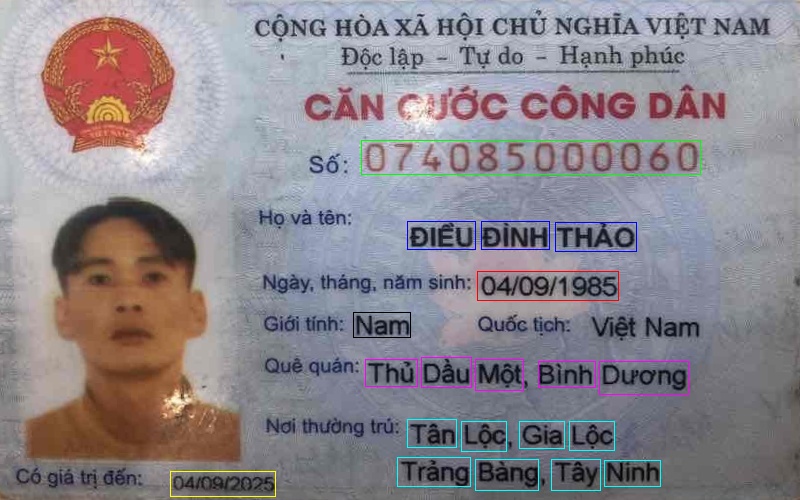 CỘNG HÒA XÃ HỘI CHỦ NGHĨA VIỆT NAM
Độc lập – Tự do – Hạnh phúc
CĂN CƯỚC CÔNG DÂN
Số: 074085000060
Họ và tên:
ĐIỀU ĐÌNH THẢO
Ngày, tháng, năm sinh: 04/09/1985
Giới tính: Nam Quốc tịch: Việt Nam
Quê quán: Thủ Dầu Một, Bình Dương
Nơi thường trú: Tân Lộc, Gia Lộc
Trảng Bàng, Tây Ninh
Có giá trị đến: 04/09/2025